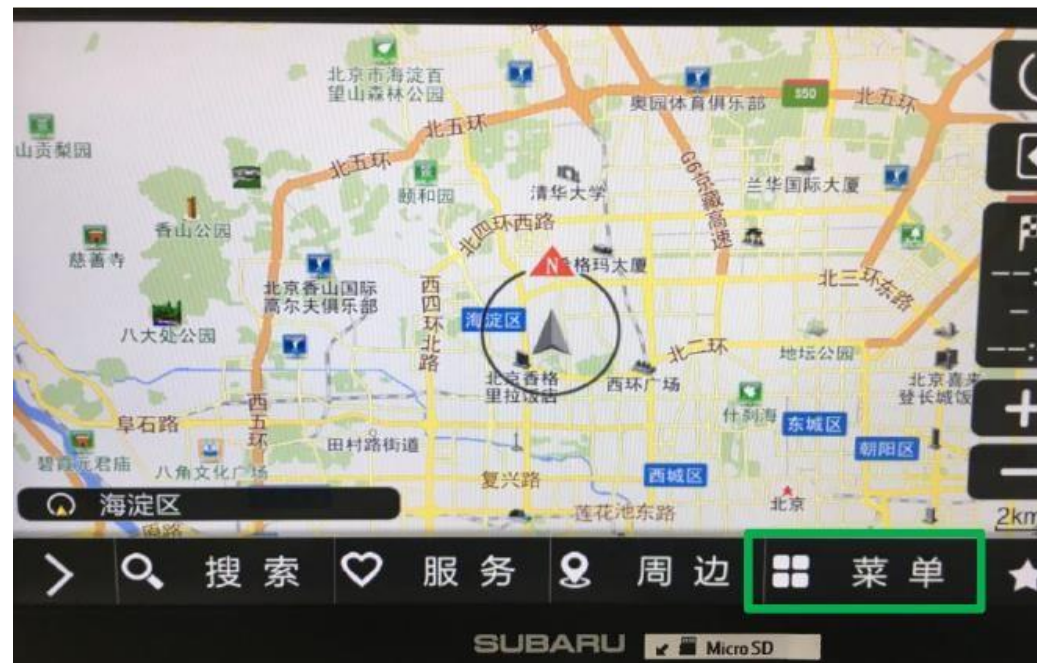 北京市海淀百
望山森林公园
奥园体育俱乐部
S50
北五环
北五环
山贡梨园
北五环
颐和园
清华大学
G6京藏高速
兰华国际大厦
香山公园
北四环西路
慈善寺
N
格玛大厦
北京香山国际
高尔夫俱乐部
西四环北路
北三环东路
八大处公园
海淀区
北二环
地坛公园
北京香格
里拉饭店
西环广场
北京喜来
登长城饭
西五环
什刹海
东城区
阜石路
田村路街道
朝阳区
碧霞元君庙
八角文化广场
复兴路
西城区
北京
海淀区
莲花池东路
2km
搜索
服务
周边
菜单
SUBARU
Micro SD